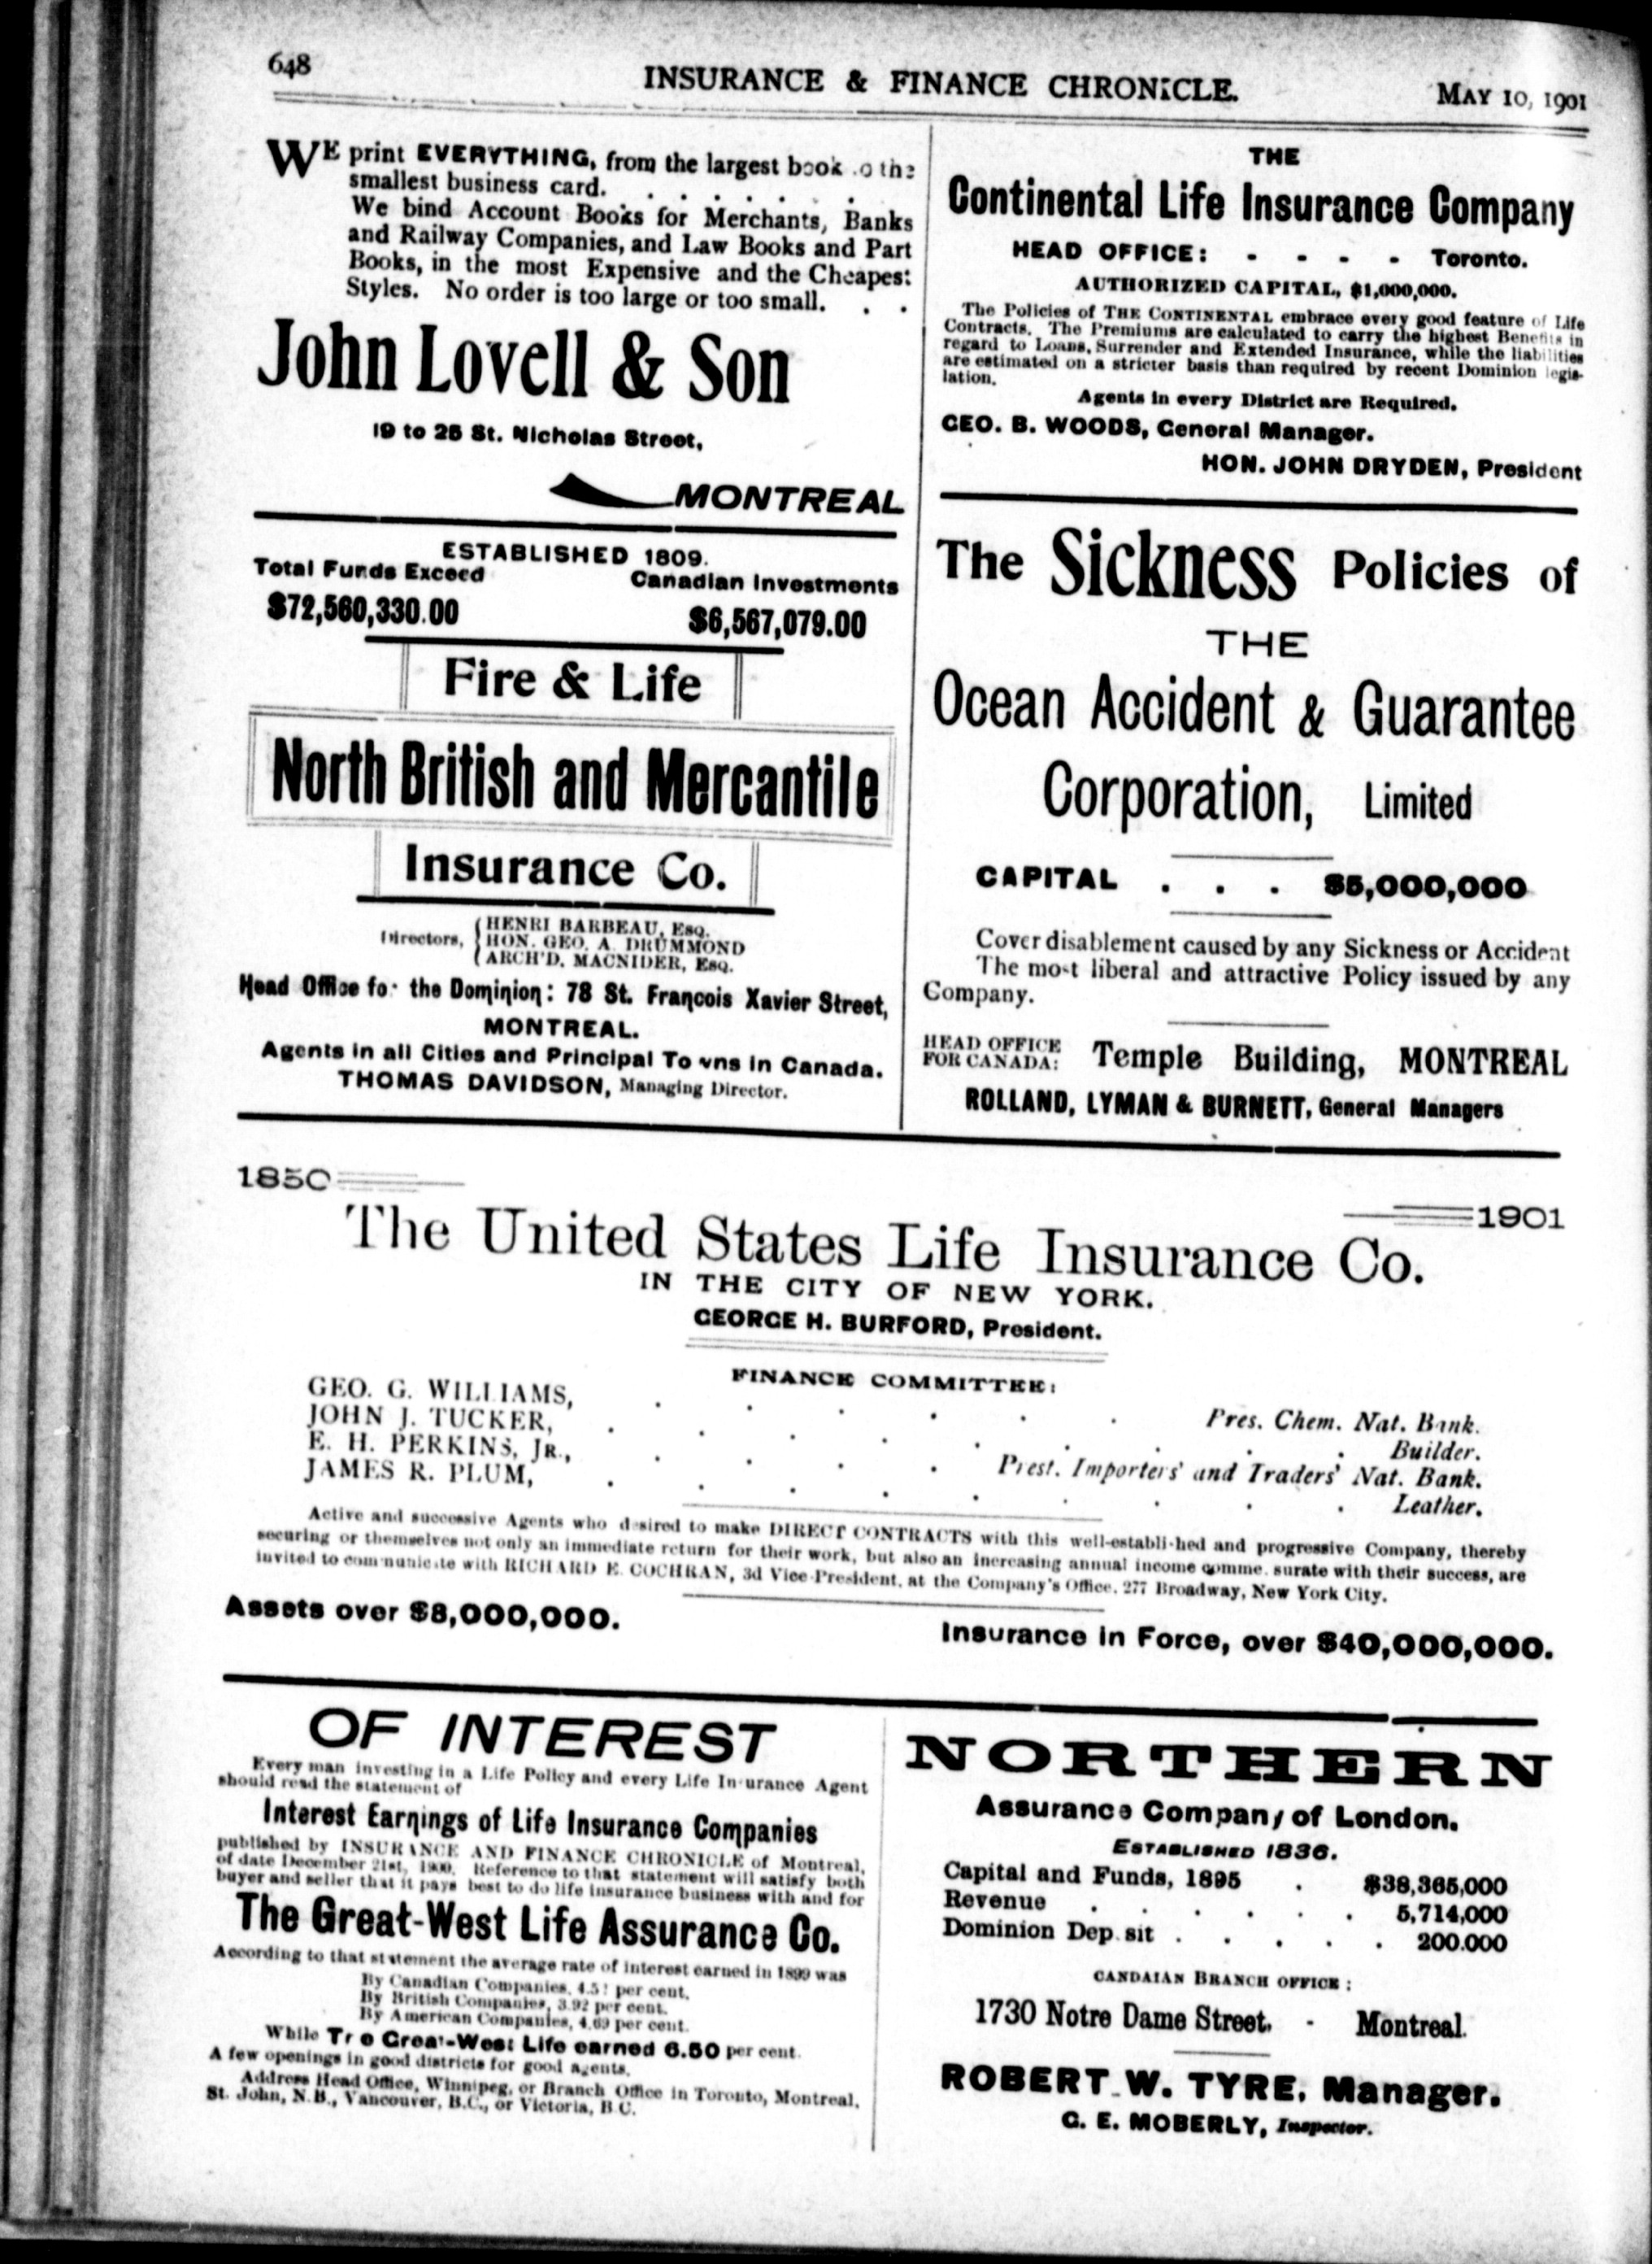 648
INSURANCE & FINANCE CHRONICLE.
MAY 10, 1901
WE print EVERYTHING, from the largest book to the
smallest business card. . . . . . .
We bind Account Books for Merchants, Banks
and Railway Companies, and Law Books and Part
Books, in the most Expensive and the Cheapest
Styles. No order is too large or too small. . .
John Lovell & Son
19 to 25 St. Nicholas Street,
MONTREAL
ESTABLISHED 1809.
Total Funds Exceed
Canadian Investments
$72,560,330.00
$6,567,079.00
Fire & Life
North British and Mercantile
Insurance Co.
Directors,
HENRI BARBEAU, Esq.
HON. GEO. A. DRUMMOND
ARCH'D. MACNIDER, Esq.
Head Office for the Dominion: 78 St. François Xavier Street,
MONTREAL.
Agents in all Cities and Principal Towns in Canada.
THOMAS DAVIDSON, Managing Director.
THE
Continental Life Insurance Company
HEAD OFFICE: - - - - Toronto.
AUTHORIZED CAPITAL, $1,000,000.
The Policies of THE CONTINENTAL embrace every good feature of Life
Contracts. The Premiums are calculated to carry the highest Benefits in
regard to Loans, Surrender and Extended Insurance, while the liabilities
are estimated on a stricter basis than required by recent Dominion legis-
lation.
Agents in every District are Required.
GEO. B. WOODS, General Manager.
HON. JOHN DRYDEN, President
The Sickness Policies of
THE
Ocean Accident & Guarantee
Corporation, Limited
CAPITAL . . . $5,000,000
Cover disablement caused by any Sickness or Accident
The most liberal and attractive Policy issued by any
Company.
HEAD OFFICE
FOR CANADA:
Temple Building, MONTREAL
ROLLAND, LYMAN & BURNETT, General Managers
1850
1901
The United States Life Insurance Co.
IN THE CITY OF NEW YORK.
GEORGE H. BURFORD, President.
FINANCE COMMITTEE:
GEO. G. WILLIAMS, . . . . . . Pres. Chem. Nat. Bank.
JOHN J. TUCKER, . . . . . . . . . Builder.
E. H. PERKINS, JR., . . . . Prest. Importers' and Traders' Nat. Bank.
JAMES R. PLUM, . . . . . . . . . Leather.
Active and successive Agents who desired to make DIRECT CONTRACTS with this well-established and progressive Company, thereby
securing or themselves not only an immediate return for their work, but also an increasing annual income commensurate with their success, are
invited to communicate with RICHARD E. COCHRAN, 3d Vice-President, at the Company's Office, 277 Broadway, New York City.
Assets over $8,000,000.
Insurance in Force, over $40,000,000.
OF INTEREST
Every man investing in a Life Policy and every Life Insurance Agent
should read the statement of
Interest Earnings of Life Insurance Companies
published by INSURANCE AND FINANCE CHRONICLE of Montreal,
of date December 21st, 1900. Reference to that statement will satisfy both
buyer and seller that it pays best to do life insurance business with and for
The Great-West Life Assurance Co.
According to that statement the average rate of interest earned in 1899 was
By Canadian Companies, per cent.
By British Companies, 3.92 per cent.
By American Companies, 4.69 per cent.
While The Great-West Life earned 6.50 per cent.
A few openings in good districts for good agents.
Address Head Office, Winnipeg, or Branch Office in Toronto, Montreal,
St. John, N.B., Vancouver, B.C., or Victoria, B C.
NORTHERN
Assurance Company of London.
ESTABLISHED 1836.
Capital and Funds, 1895 . $38,365,000
Revenue . . . . . . 5,714,000
Dominion Deposit . . . . . 200.000
CANDAIAN BRANCH OFFICE :
1730 Notre Dame Street, - Montreal.
ROBERT W. TYRE, Manager.
G. E. MOBERLY, Inspector.